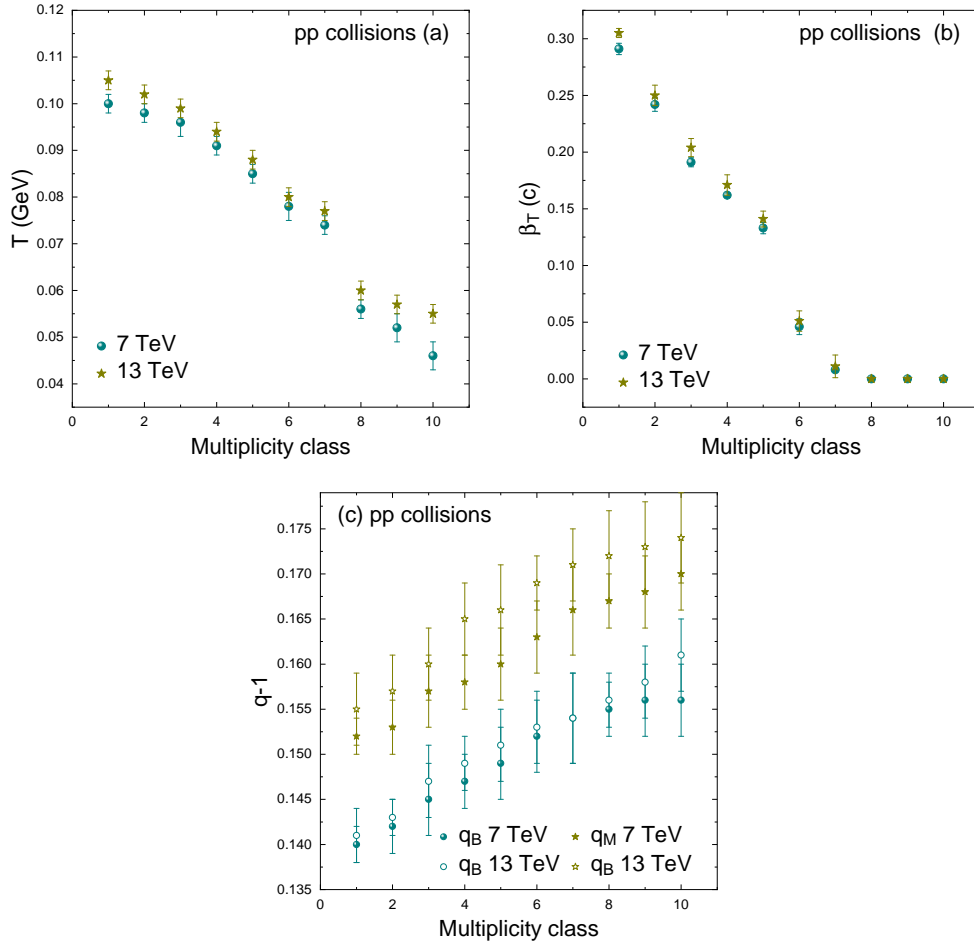 pp collisions (a)
0.12
0.11
0.10
0.09
0.08
0.07
0.06
0.05
0.04
T (GeV)
7 TeV
13 TeV
0 2 4 6 8 10
Multiplicity class
pp collisions (b)
0.30
0.25
0.20
0.15
0.10
0.05
0.00
β_T (c)
7 TeV
13 TeV
0 2 4 6 8 10
Multiplicity class
(c) pp collisions
0.175
0.170
0.165
0.160
0.155
0.150
0.145
0.140
0.135
q-1
q_B 7 TeV q_M 7 TeV
q_B 13 TeV q_B 13 TeV
0 2 4 6 8 10
Multiplicity class